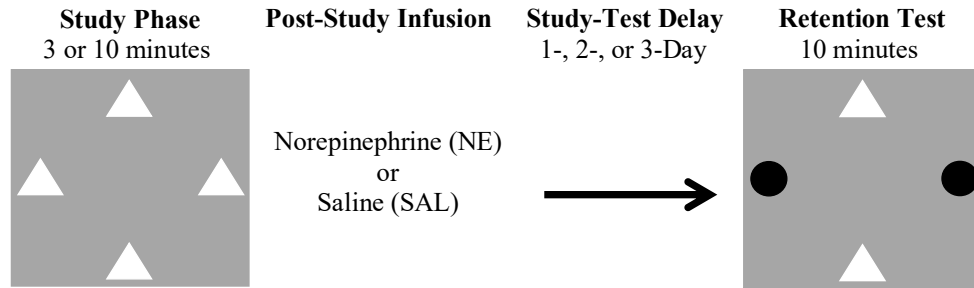 Study Phase
3 or 10 minutes
Post-Study Infusion
Norepinephrine (NE)
or
Saline (SAL)
Study-Test Delay
1-, 2-, or 3-Day
Retention Test
10 minutes